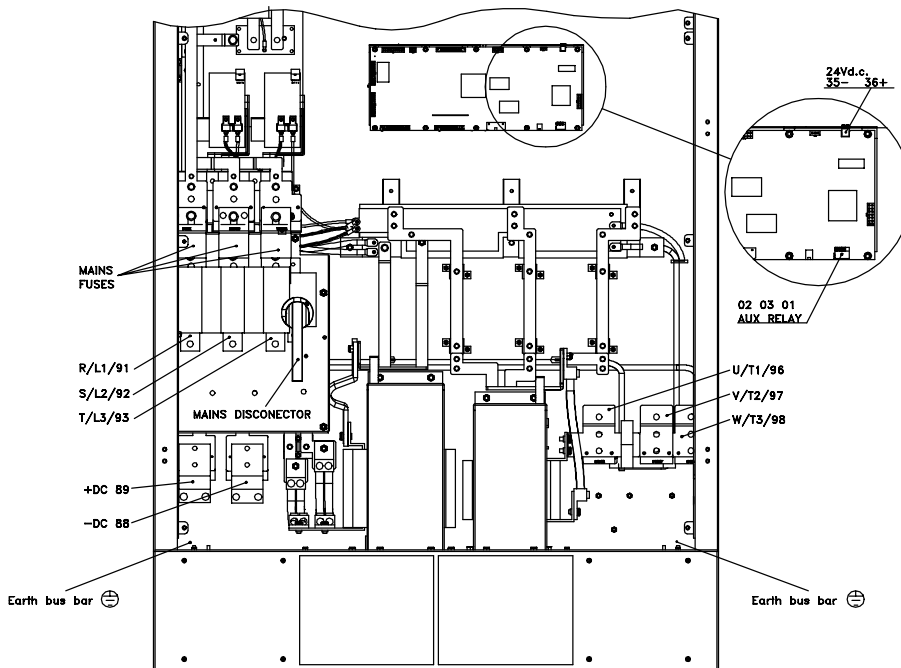 24Vd.c.
35- 36+
MAINS
FUSES
02 03 01
AUX RELAY
R/L1/91
S/L2/92
T/L3/93
MAINS DISCONECTOR
U/T1/96
V/T2/97
W/T3/98
+DC 89
-DC 88
Earth bus bar
Earth bus bar